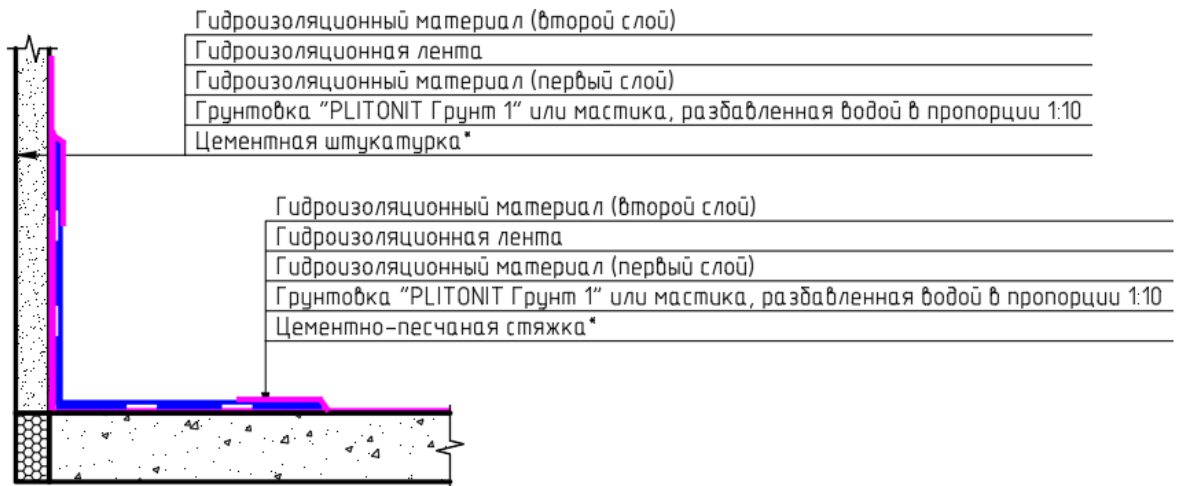 Гидроизоляционный материал (второй слой)
Гидроизоляционная лента
Гидроизоляционный материал (первый слой)
Грунтовка "PLITONIT Грунт 1" или мастика, разбавленная водой в пропорции 1:10
Цементная штукатурка*
Гидроизоляционный материал (второй слой)
Гидроизоляционная лента
Гидроизоляционный материал (первый слой)
Грунтовка "PLITONIT Грунт 1" или мастика, разбавленная водой в пропорции 1:10
Цементно-песчаная стяжка*